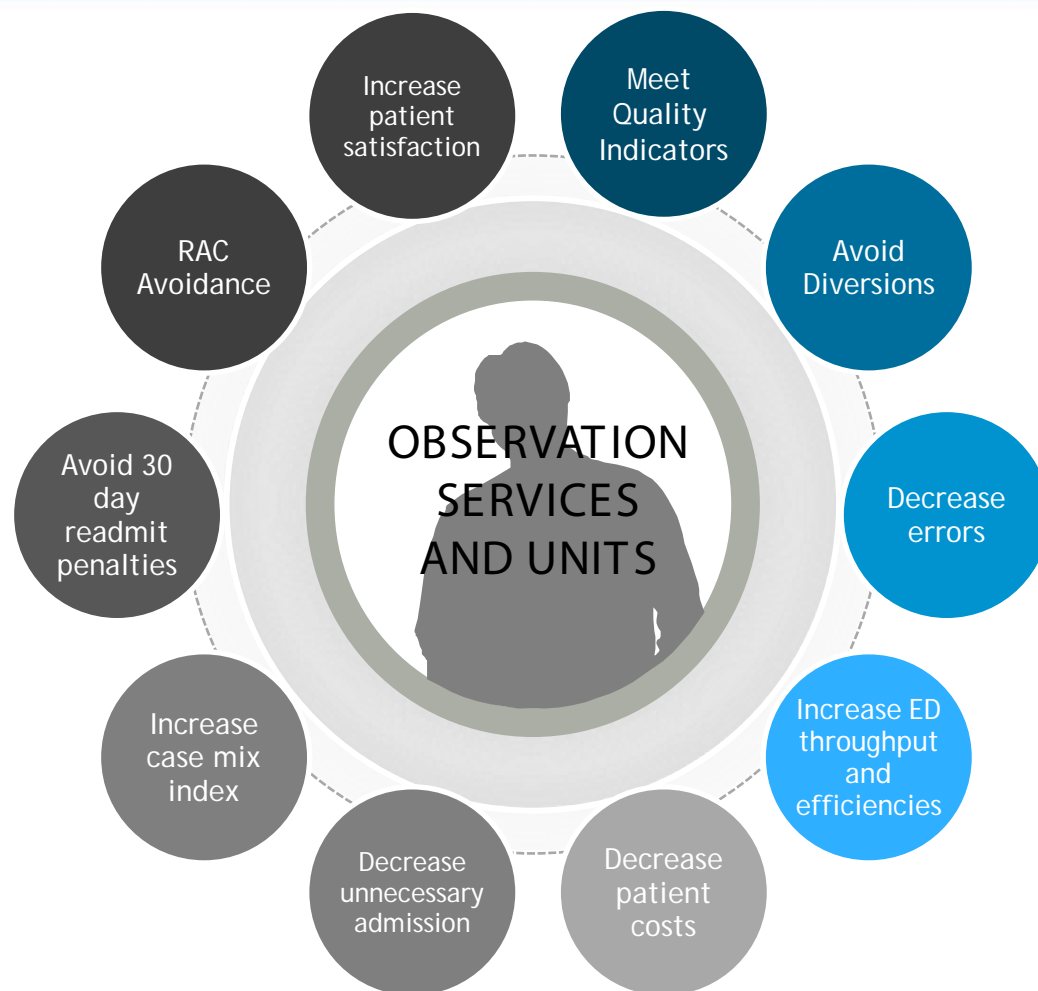 Increase
patient
satisfaction
Meet
Quality
Indicators
RAC
Avoidance
Avoid
Diversions
OBSERVATION
SERVICES
AND UNITS
Avoid 30
day
readmit
penalties
Decrease
errors
Increase
case mix
index
Increase ED
throughput
and
efficiencies
Decrease
unnecessary
admission
Decrease
patient
costs